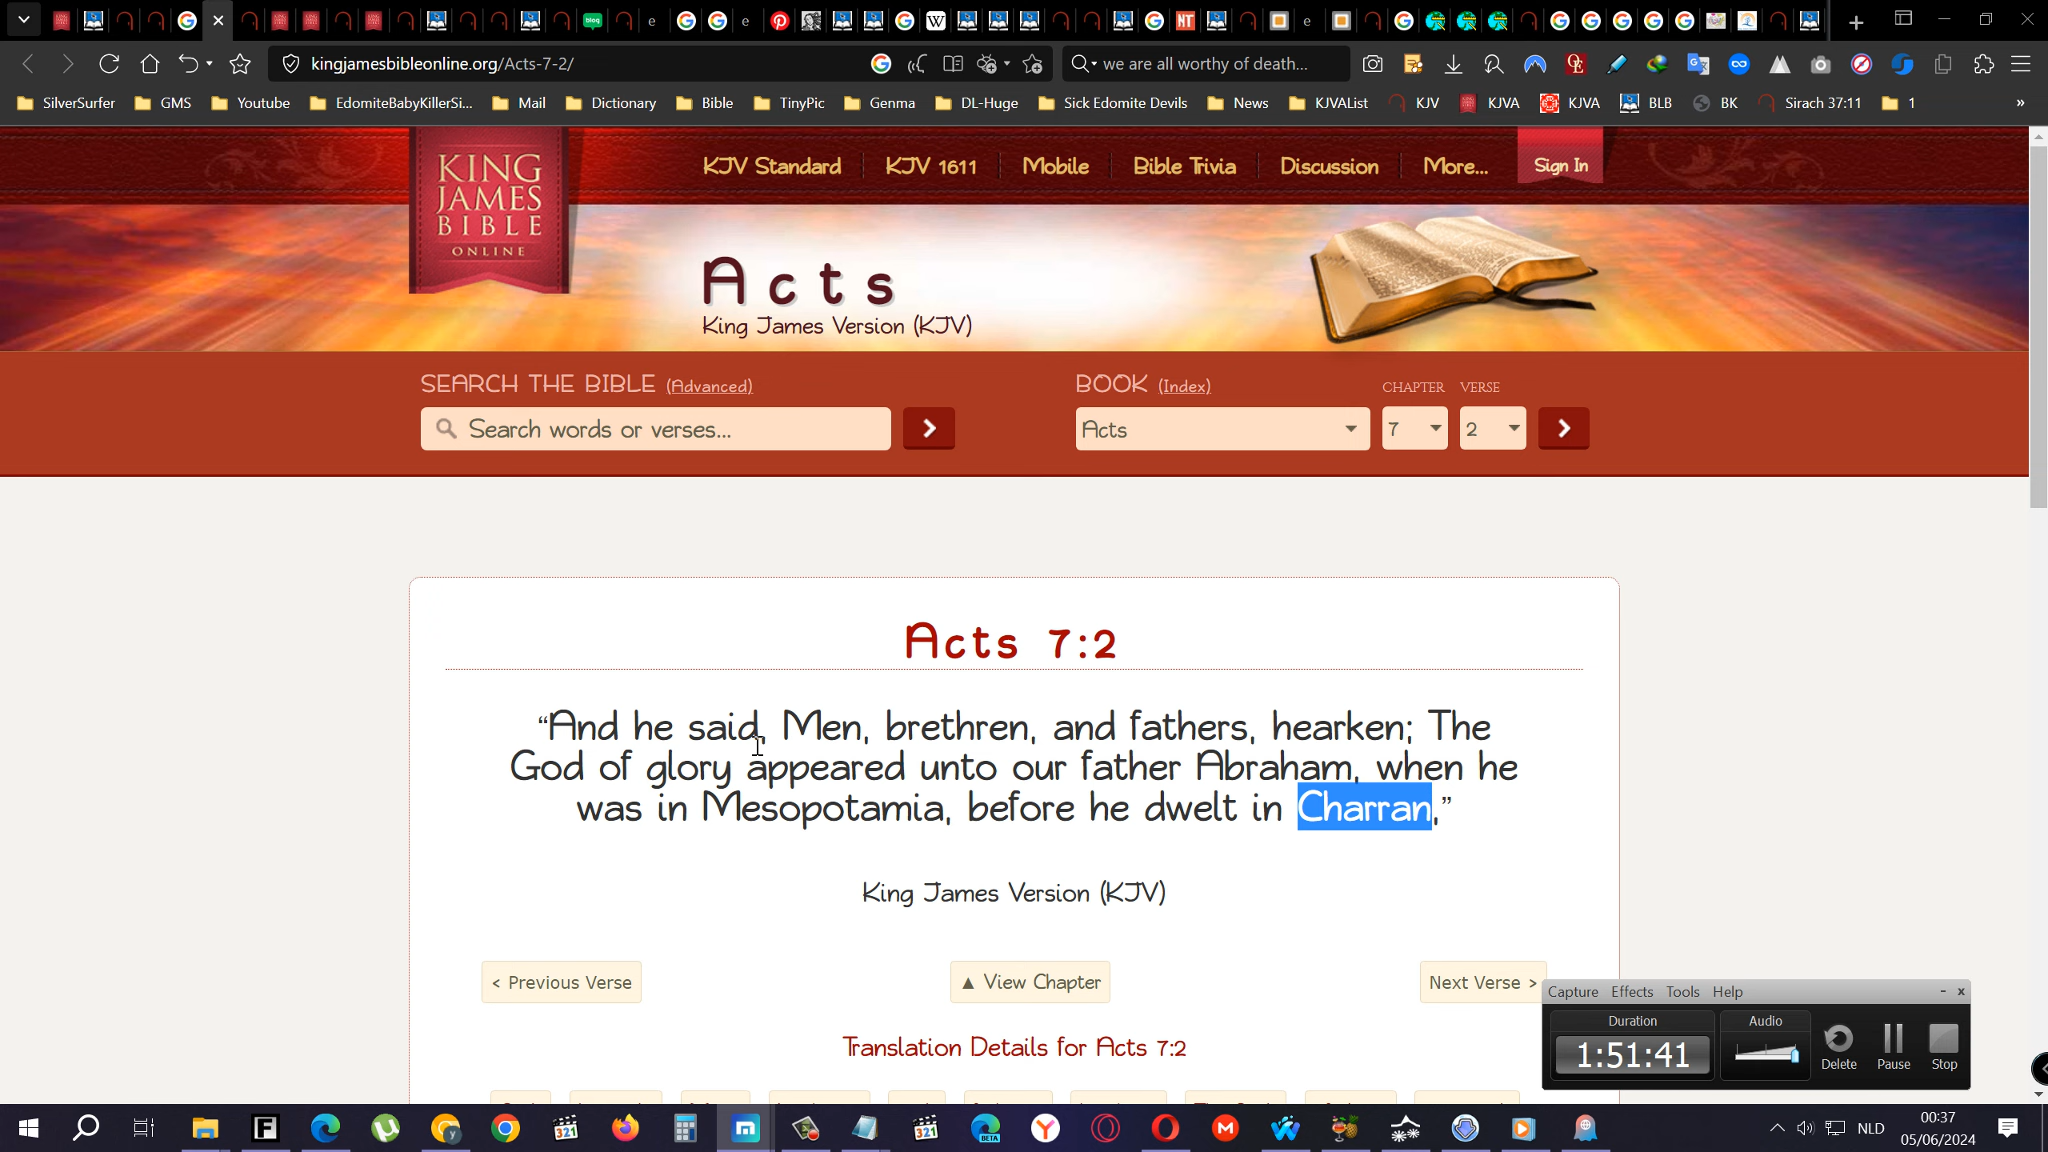 blog
e
e
W
NT
e
kingjamesbibleonline.org/Acts-7-2/
we are all worthy of death...
SilverSurfer
GMS
Youtube
EdomiteBabyKillerSi...
Mail
Dictionary
Bible
TinyPic
Genma
DL-Huge
Sick Edomite Devils
News
KJVAList
KJV
KJVA
KJVA
BLB
BK
Sirach 37:11
1
»
KING
JAMES
BIBLE
ONLINE
KJV Standard
KJV 1611
Mobile
Bible Trivia
Discussion
More...
Sign In
Acts
King James Version (KJV)
SEARCH THE BIBLE (Advanced)
Search words or verses...
BOOK (Index)
CHAPTER
VERSE
Acts
7
2
Acts 7:2
“And he said, Men, brethren, and fathers, hearken; The
God of glory appeared unto our father Abraham, when he
was in Mesopotamia, before he dwelt in Charran,”
King James Version (KJV)
< Previous Verse
▲ View Chapter
Next Verse >
Translation Details for Acts 7:2
Capture
Effects
Tools
Help
Duration
1:51:41
Audio
Delete
Pause
Stop
321
321
BETA
NLD
00:37
05/06/2024